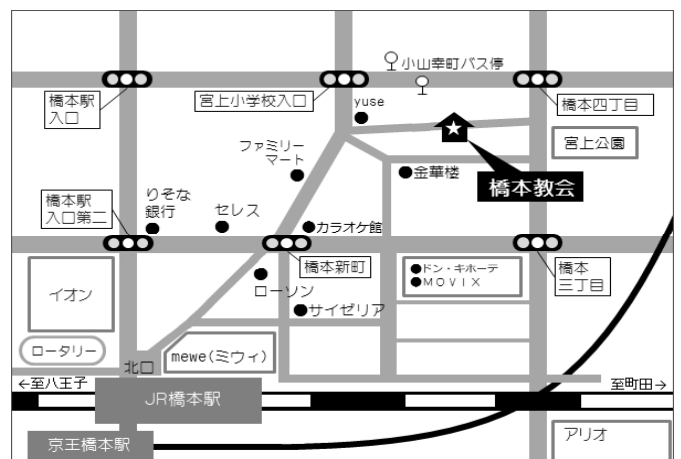 小山幸町バス停
橋本駅
入口
宮上小学校入口
yuse
橋本四丁目
宮上公園
ファミリー
マート
金華楼
橋本教会
橋本駅
入口第二
りそな
銀行
セレス
カラオケ館
橋本新町
ドン・キホーテ
MOVIX
橋本
三丁目
イオン
ローソン
サイゼリア
ロータリー
北口
mewe(ミウィ)
←至八王子
至町田→
JR橋本駅
京王橋本駅
アリオ